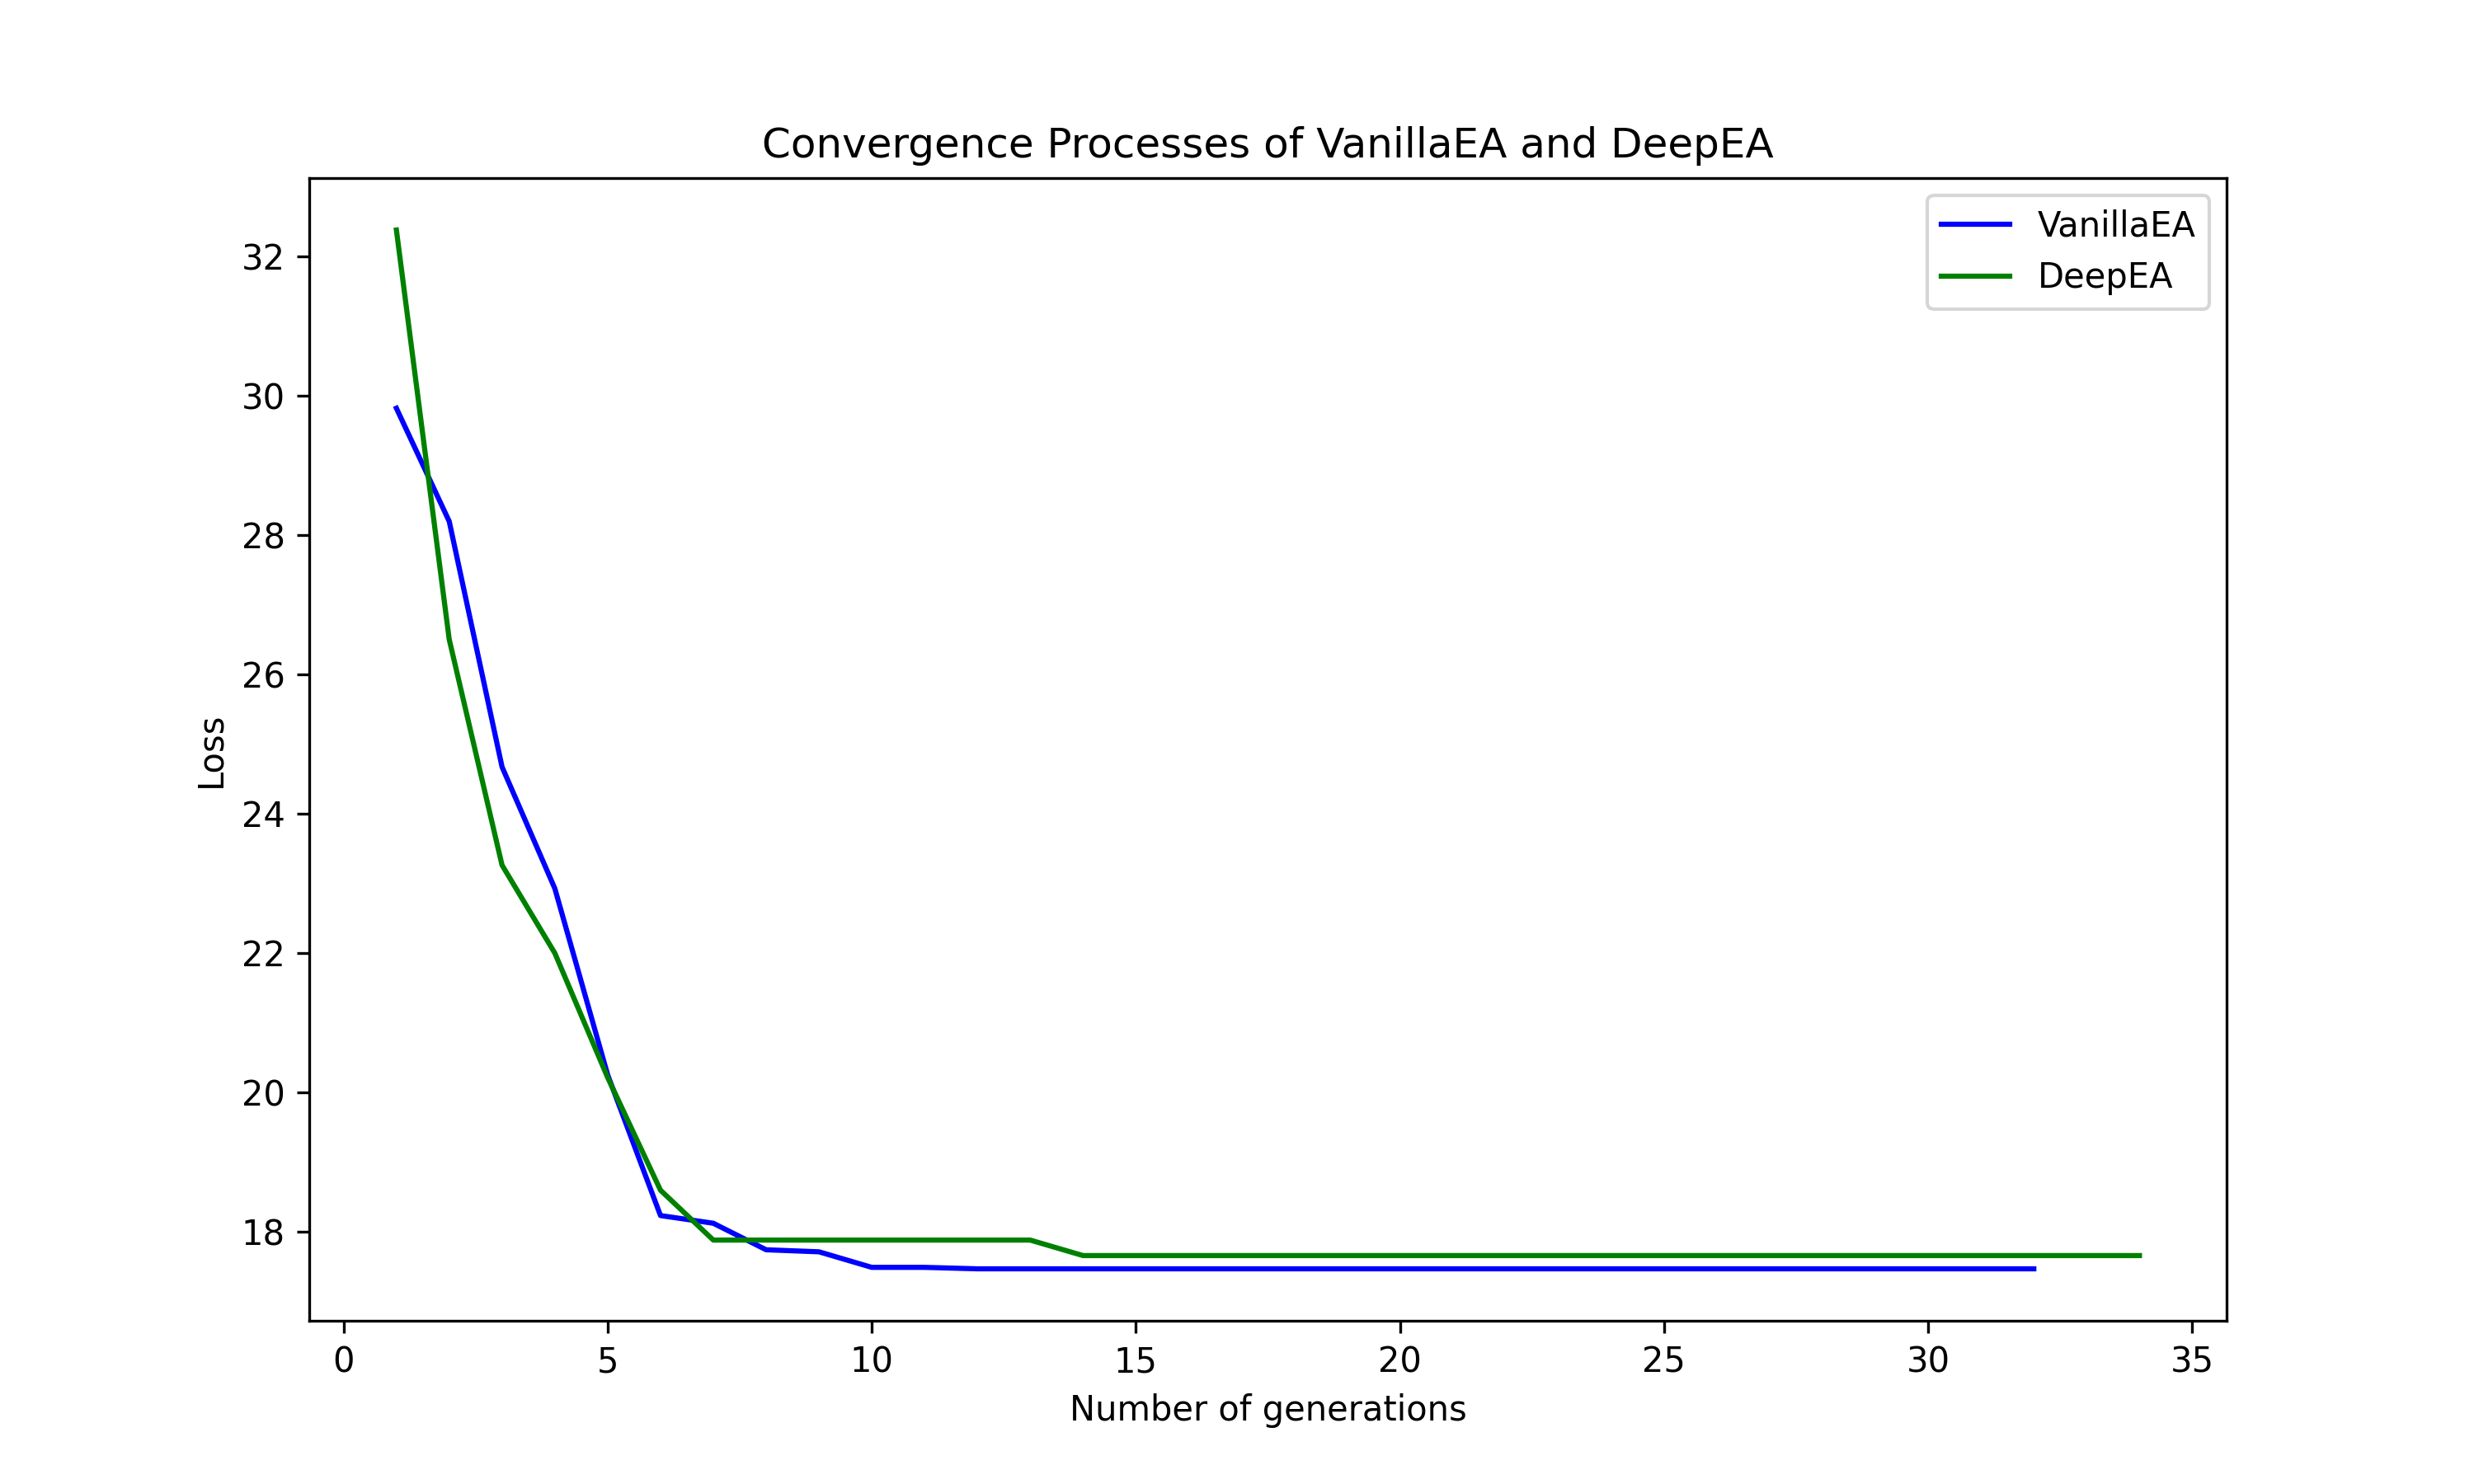 Convergence Processes of VanillaEA and DeepEA
VanillaEA
DeepEA
32
30
28
26
24
22
20
18
Loss
0 5 10 15 20 25 30 35
Number of generations